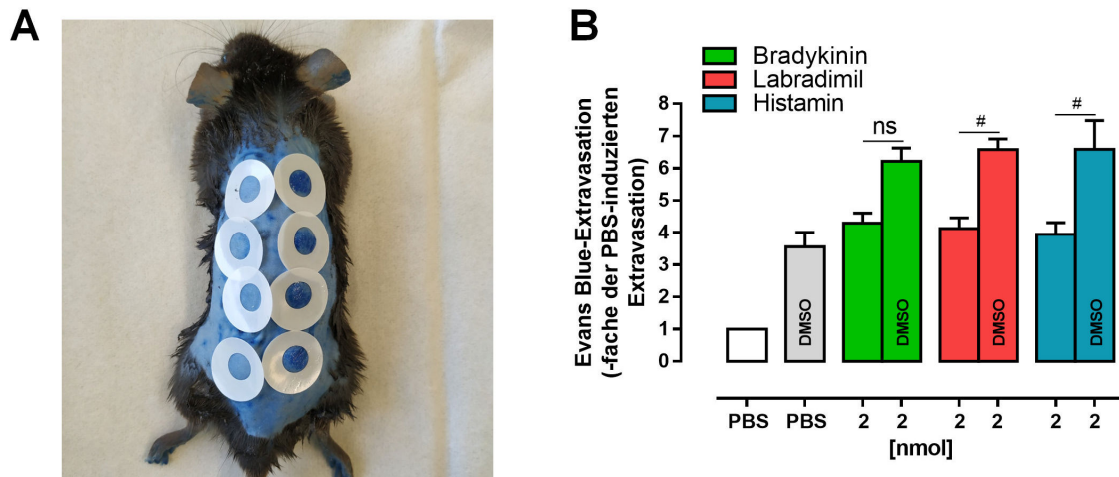 A
B
Bradykinin
Labradimil
Histamin
Evans Blue-Extravasation
(-fache der PBS-induzierten
Extravasation)
8
7
6
5
4
3
2
1
0
ns
#
#
DMSO
DMSO
DMSO
DMSO
PBS PBS 2 2 2 2 2 2
[nmol]